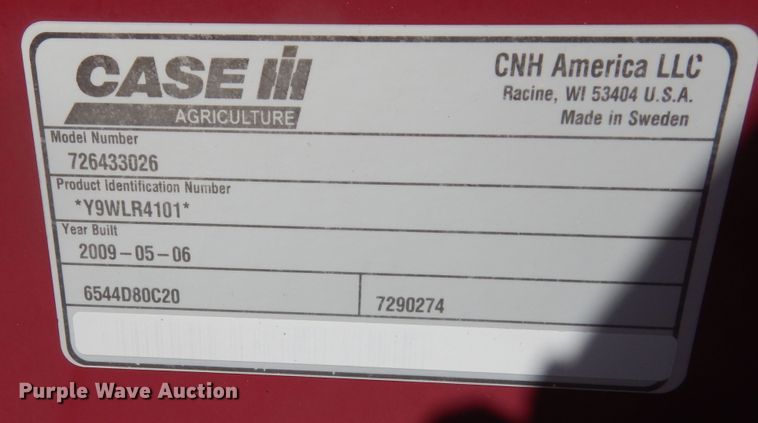 CASE IH
AGRICULTURE
CNH America LLC
Racine, WI 53404 U.S.A.
Made in Sweden
Model Number
726433026
Product Identification Number
*Y9WLR4101*
Year Built
2009-05-06
6544D80C20
7290274
Purple Wave Auction